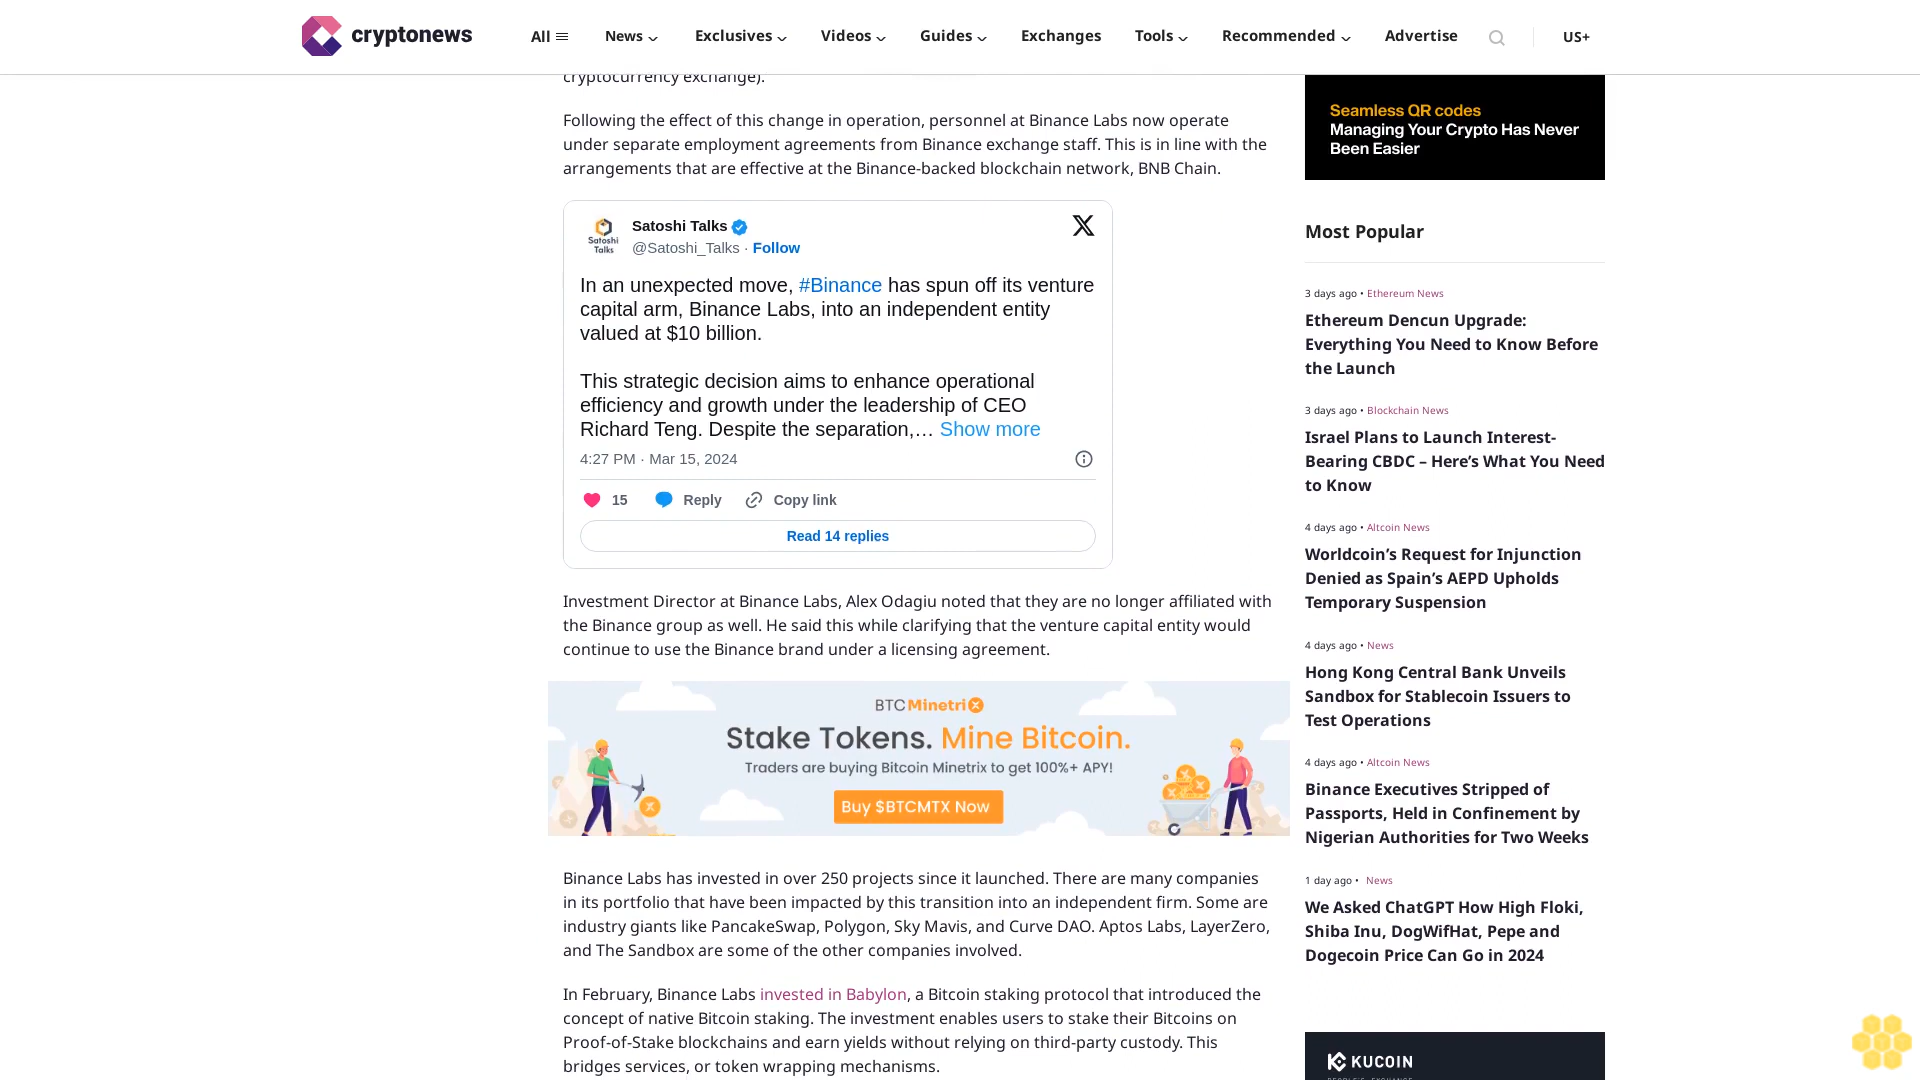 cryptonews
All
News
Exclusives
Videos
Guides
Exchanges
Tools
Recommended
Advertise
US+
cryptocurrency exchange).
Following the effect of this change in operation, personnel at Binance Labs now operate
under separate employment agreements from Binance exchange staff. This is in line with the
arrangements that are effective at the Binance-backed blockchain network, BNB Chain.
Satoshi Talks
Satoshi Talks
@Satoshi_Talks · Follow
In an unexpected move, #Binance has spun off its venture
capital arm, Binance Labs, into an independent entity
valued at $10 billion.
This strategic decision aims to enhance operational
efficiency and growth under the leadership of CEO
Richard Teng. Despite the separation,… Show more
4:27 PM · Mar 15, 2024
15
Reply
Copy link
Read 14 replies
Investment Director at Binance Labs, Alex Odagiu noted that they are no longer affiliated with
the Binance group as well. He said this while clarifying that the venture capital entity would
continue to use the Binance brand under a licensing agreement.
BTC Minetrix
Stake Tokens. Mine Bitcoin.
Traders are buying Bitcoin Minetrix to get 100%+ APY!
Buy $BTCMTX Now
Binance Labs has invested in over 250 projects since it launched. There are many companies
in its portfolio that have been impacted by this transition into an independent firm. Some are
industry giants like PancakeSwap, Polygon, Sky Mavis, and Curve DAO. Aptos Labs, LayerZero,
and The Sandbox are some of the other companies involved.
In February, Binance Labs invested in Babylon, a Bitcoin staking protocol that introduced the
concept of native Bitcoin staking. The investment enables users to stake their Bitcoins on
Proof-of-Stake blockchains and earn yields without relying on third-party custody. This
bridges services, or token wrapping mechanisms.
Seamless QR codes
Managing Your Crypto Has Never
Been Easier
Most Popular
3 days ago • Ethereum News
Ethereum Dencun Upgrade:
Everything You Need to Know Before
the Launch
3 days ago • Blockchain News
Israel Plans to Launch Interest-
Bearing CBDC – Here’s What You Need
to Know
4 days ago • Altcoin News
Worldcoin’s Request for Injunction
Denied as Spain’s AEPD Upholds
Temporary Suspension
4 days ago • News
Hong Kong Central Bank Unveils
Sandbox for Stablecoin Issuers to
Test Operations
4 days ago • Altcoin News
Binance Executives Stripped of
Passports, Held in Confinement by
Nigerian Authorities for Two Weeks
1 day ago • News
We Asked ChatGPT How High Floki,
Shiba Inu, DogWifHat, Pepe and
Dogecoin Price Can Go in 2024
KUCOIN